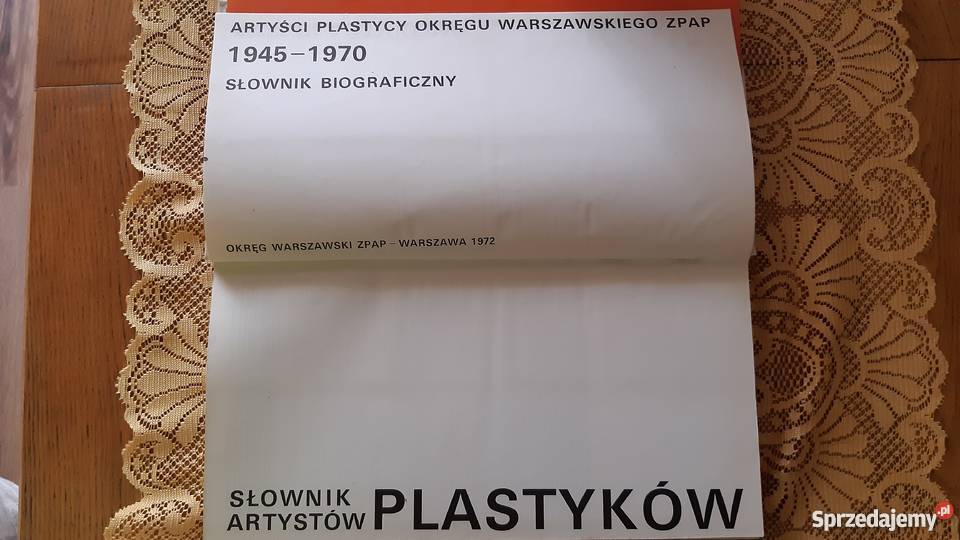 ARTYŚCI PLASTYCY OKRĘGU WARSZAWSKIEGO ZPAP
1945–1970
SŁOWNIK BIOGRAFICZNY
OKRĘG WARSZAWSKI ZPAP – WARSZAWA 1972
SŁOWNIK
ARTYSTÓW PLASTYKÓW
Sprzedajemy.pl